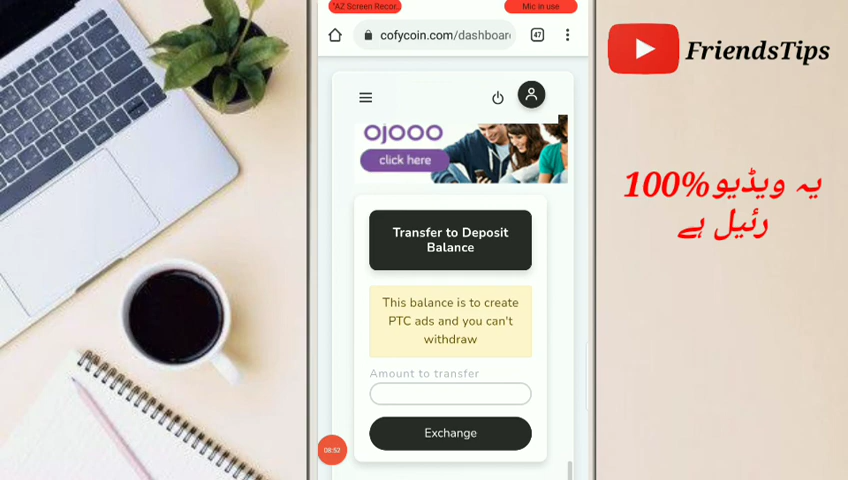 "AZ Screen Recor.
Mic in use
cofycoin.com/dashboar
47
FriendsTips
ojooo
click here
یہ ویڈیو 100%
رئیل ہے
Transfer to Deposit
Balance
This balance is to create
PTC ads and you can't
withdraw
Amount to transfer
Exchange
08:52